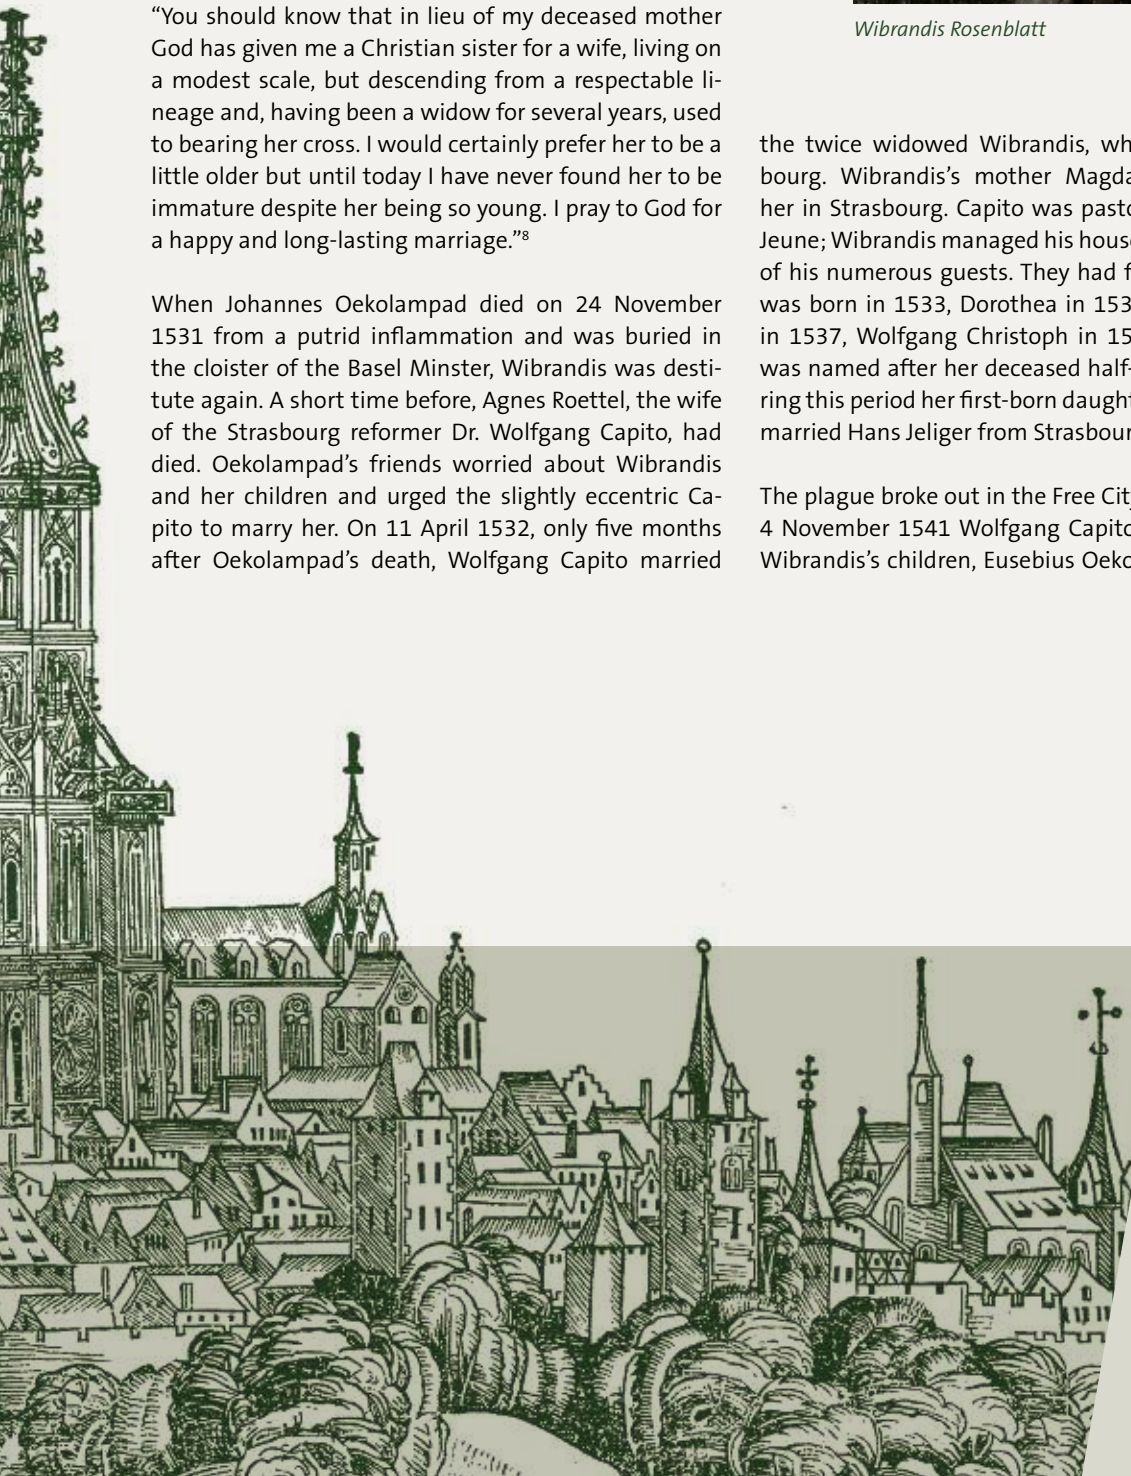 “You should know that in lieu of my deceased mother
God has given me a Christian sister for a wife, living on
a modest scale, but descending from a respectable li-
neage and, having been a widow for several years, used
to bearing her cross. I would certainly prefer her to be a
little older but until today I have never found her to be
immature despite her being so young. I pray to God for
a happy and long-lasting marriage.”⁸
When Johannes Oekolampad died on 24 November
1531 from a putrid inflammation and was buried in
the cloister of the Basel Minster, Wibrandis was desti-
tute again. A short time before, Agnes Roettel, the wife
of the Strasbourg reformer Dr. Wolfgang Capito, had
died. Oekolampad’s friends worried about Wibrandis
and her children and urged the slightly eccentric Ca-
pito to marry her. On 11 April 1532, only five months
after Oekolampad’s death, Wolfgang Capito married
Wibrandis Rosenblatt
the twice widowed Wibrandis,
bourg. Wibrandis’s mother
her in Strasbourg. Capito was
Jeune; Wibrandis managed his
of his numerous guests. They had
was born in 1533, Dorothea in
in 1537, Wolfgang Christoph in
was named after her deceased half-
ring this period her first-born
married Hans Jeliger from
The plague broke out in the Free
4 November 1541 Wolfgang Capito
Wibrandis’s children, Eusebius